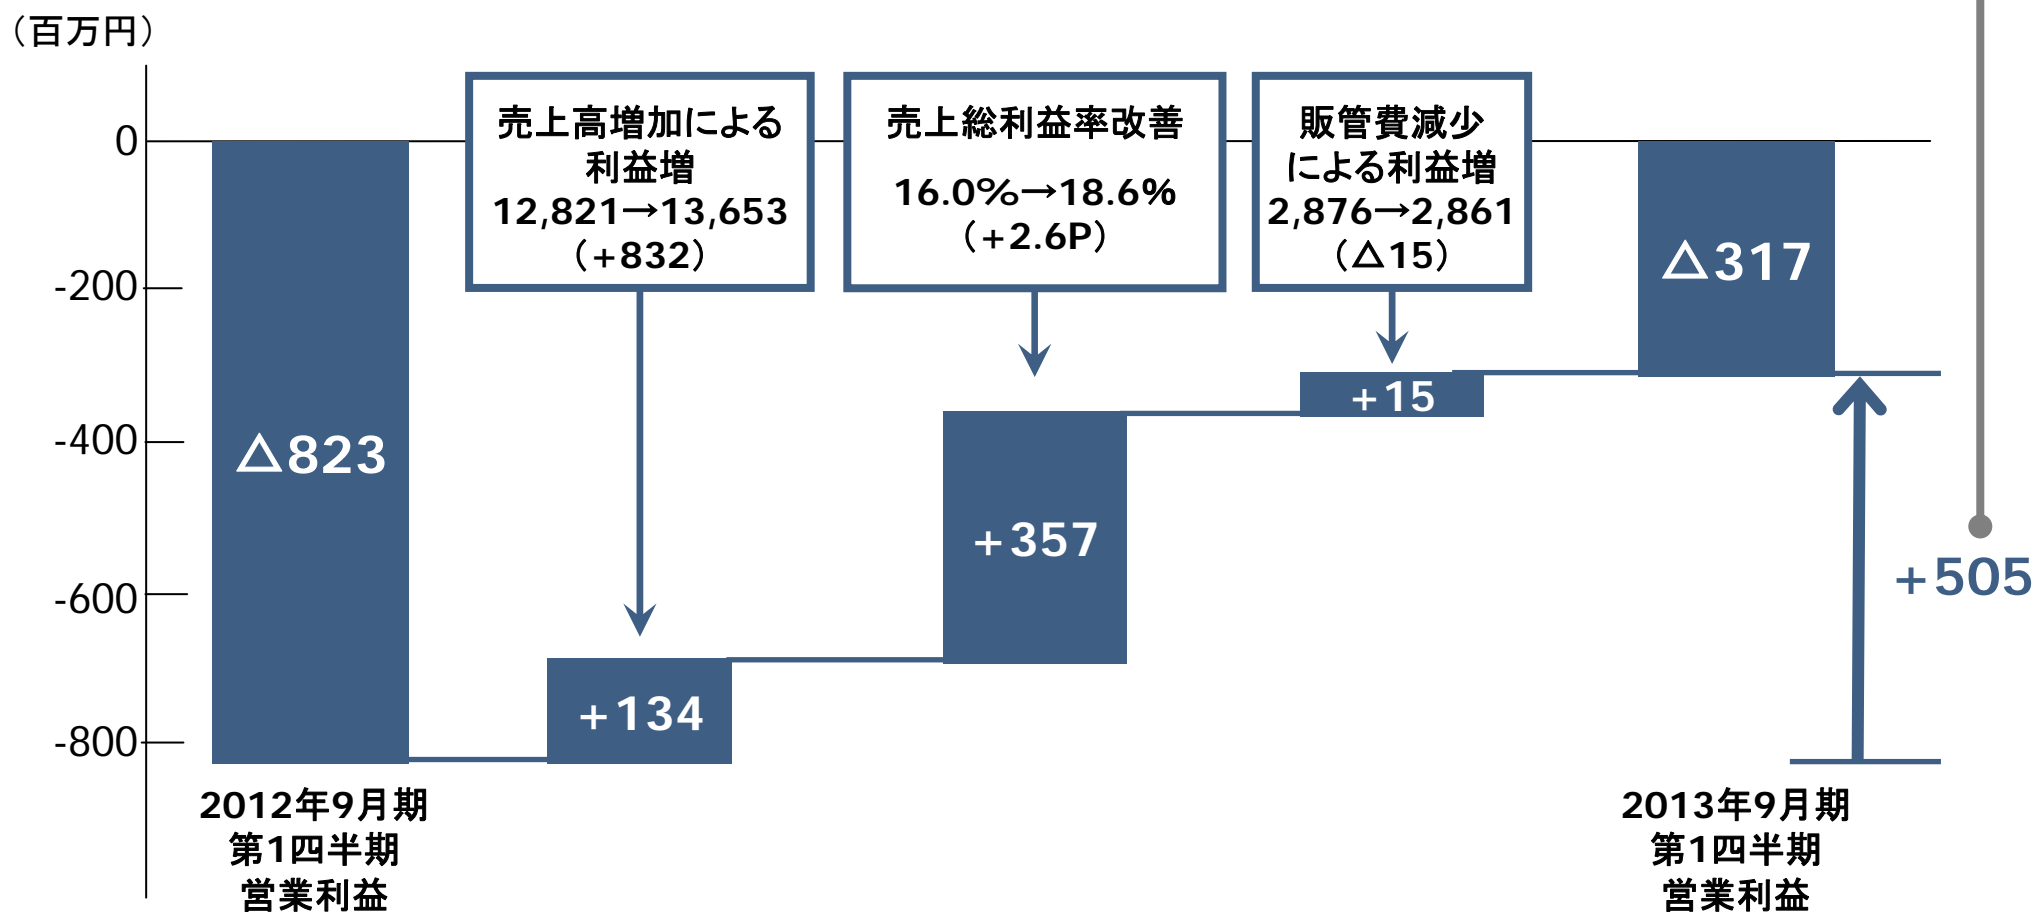 （百万円）
0
-200
-400
-600
-800
△823
2012年9月期
第1四半期
営業利益
売上高増加による
利益増
12,821→13,653
（+832）
+134
売上総利益率改善
16.0%→18.6%
（+2.6P）
+357
販管費減少
による利益増
2,876→2,861
（△15）
+15
△317
2013年9月期
第1四半期
営業利益
+505